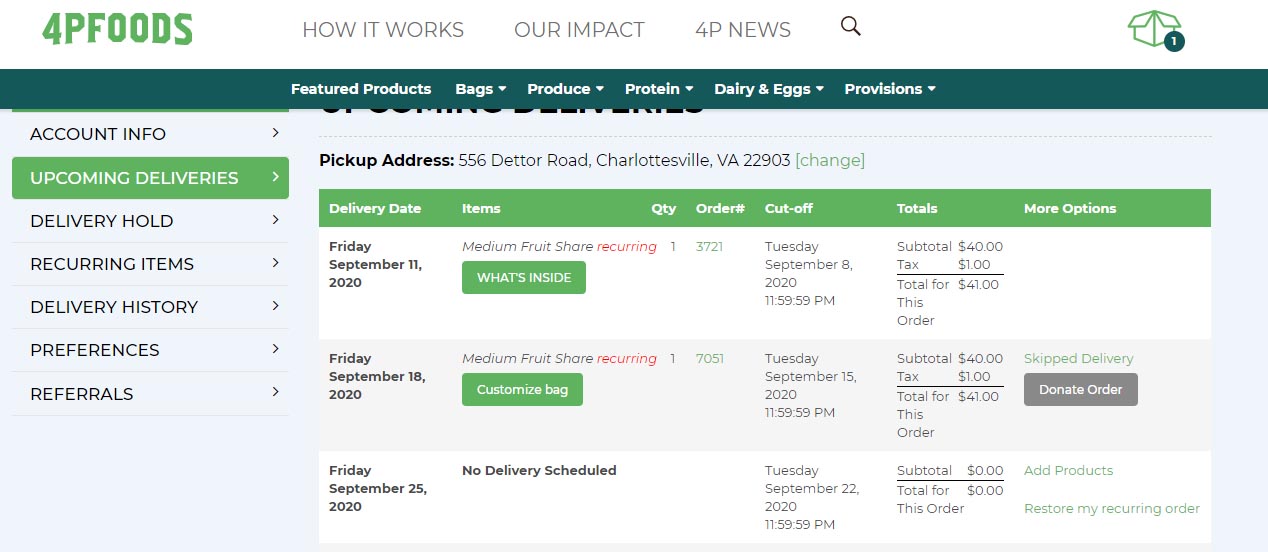 4PFOODS
HOW IT WORKS OUR IMPACT 4P NEWS
1
Featured Products Bags Produce Protein Dairy & Eggs Provisions
UPCOMING DELIVERIES
ACCOUNT INFO
UPCOMING DELIVERIES
DELIVERY HOLD
RECURRING ITEMS
DELIVERY HISTORY
PREFERENCES
REFERRALS
Pickup Address: 556 Dettor Road, Charlottesville, VA 22903 [change]
Delivery Date Items Qty Order# Cut-off Totals More Options
Friday Medium Fruit Share recurring 1 3721 Tuesday Subtotal $40.00
September 11, WHAT'S INSIDE September 8, Tax $1.00
2020 2020 Total for $41.00
11:59:59 PM This
Order
Friday Medium Fruit Share recurring 1 7051 Tuesday Subtotal $40.00 Skipped Delivery
September 18, Customize bag September 15, Tax $1.00 Donate Order
2020 2020 Total for $41.00
11:59:59 PM This
Order
Friday No Delivery Scheduled Tuesday Subtotal $0.00 Add Products
September 25, September 22, Total for $0.00
2020 2020 This Order Restore my recurring order
11:59:59 PM